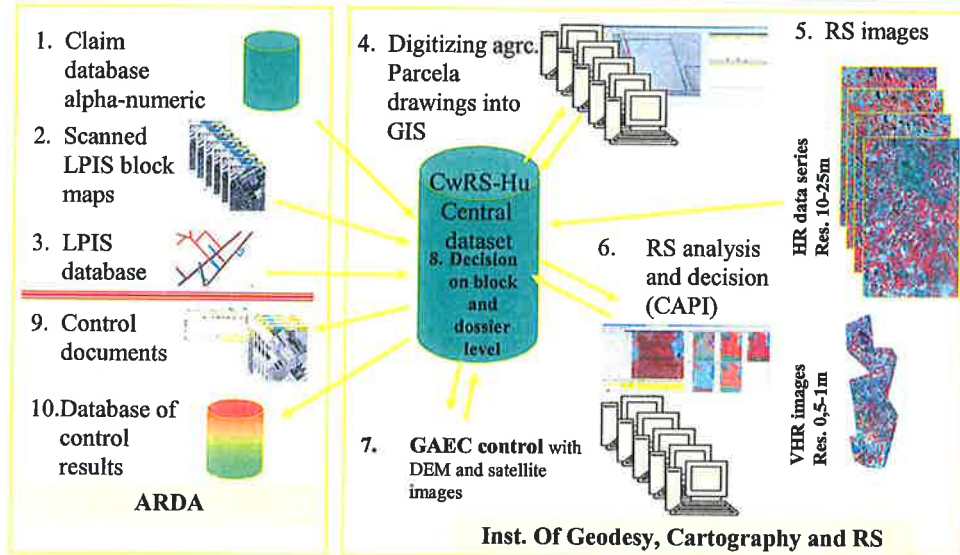 1. Claim
database
alpha-numeric
2. Scanned
LPIS block
maps
3. LPIS
database
9. Control
documents
10.Database of
control
results
ARDA
4. Digitizing agrc.
Parcela
drawings into
GIS
CwRS-Hu
Central
dataset
8. Decision
on block
and
dossier
level
5. RS images
HR data series
Res. 10-25m
6. RS analysis
and decision
(CAPI)
VHR images
Res. 0,5-1m
7. GAEC control with
DEM and satellite
images
Inst. Of Geodesy, Cartography and RS